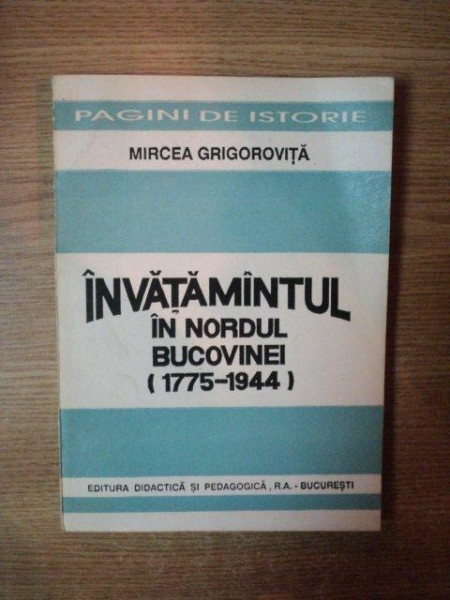 PAGINI DE ISTORIE
MIRCEA GRIGOROVIȚĂ
ÎNVĂȚĂMÎNTUL
ÎN NORDUL
BUCOVINEI
( 1775-1944 )
EDITURA DIDACTICĂ ȘI PEDAGOGICĂ, R.A. - BUCUREȘTI